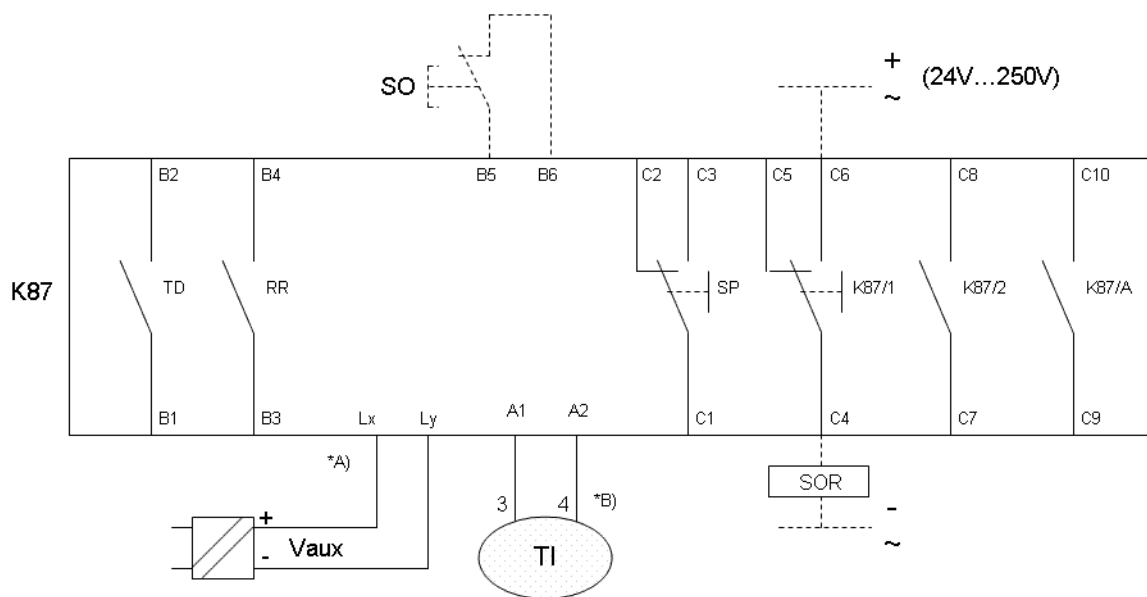 +
(24V...250V)
SO
~
B2
B4
B5
B6
C2
C3
C5
C6
C8
C10
K87
TD
RR
SP
K87/1
K87/2
K87/A
B1
B3
Lx
Ly
A1
A2
C1
C4
C7
C9
*A)
SOR
3
4
*B)
-
+
~
-
Vaux
TI